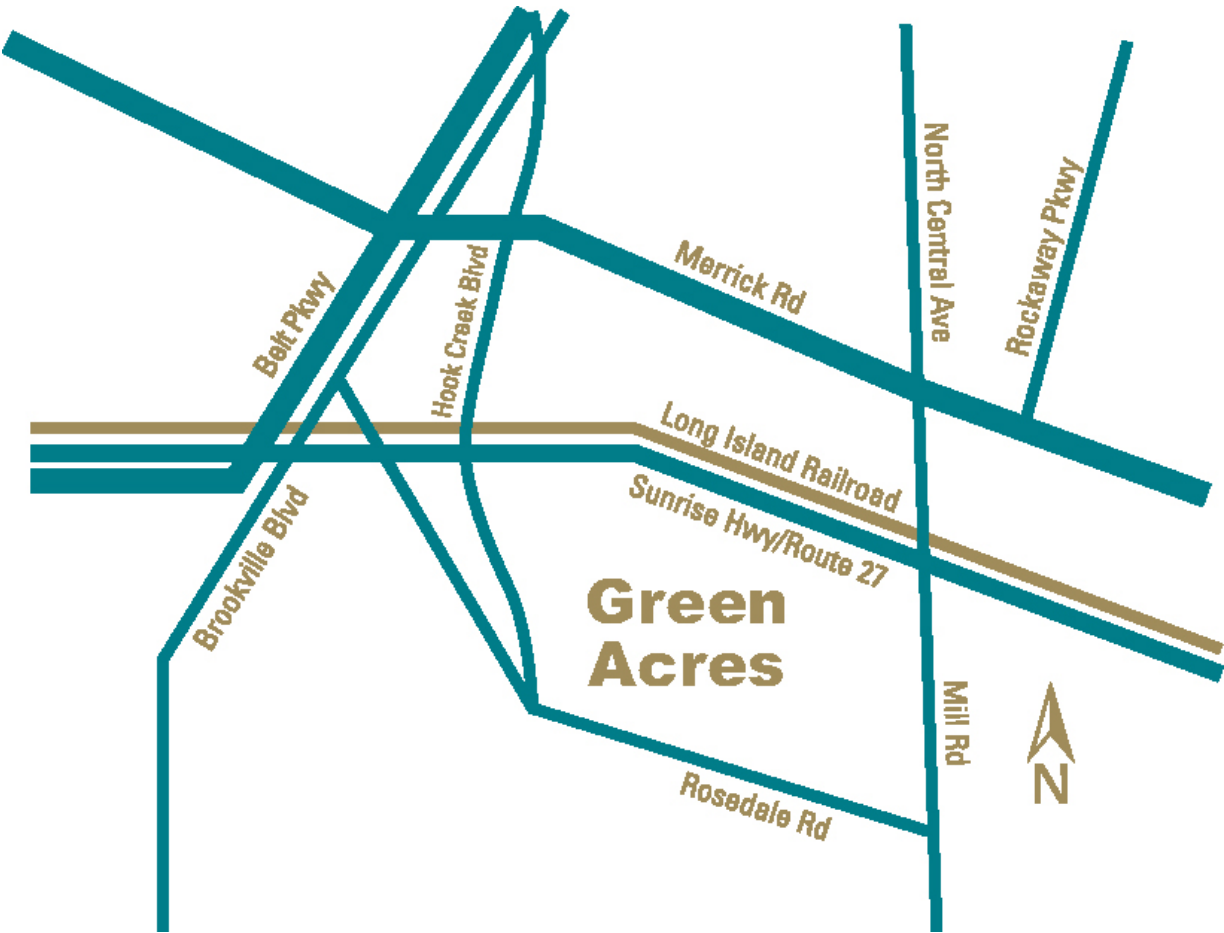 North Central Ave
Rockaway Pkwy
Merrick Rd
Belt Pkwy
Hook Creek Blvd
Long Island Railroad
Sunrise Hwy/Route 27
Brookville Blvd
Green
Acres
Mill Rd
N
Rosedale Rd